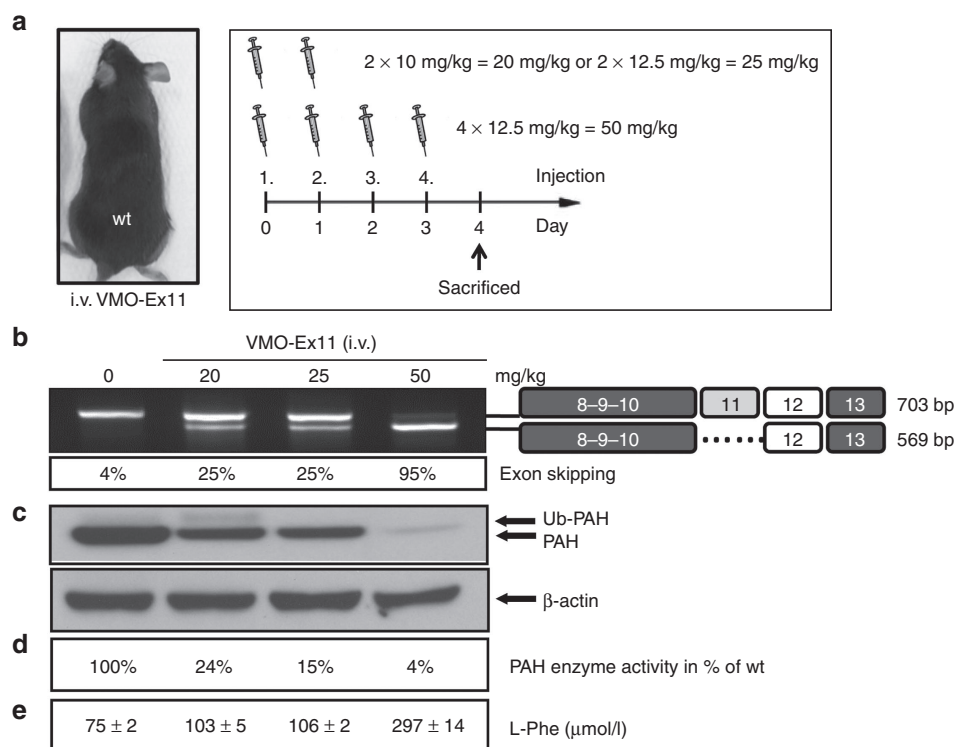 a
wt
i.v. VMO-Ex11
2 × 10 mg/kg = 20 mg/kg or 2 × 12.5 mg/kg = 25 mg/kg
4 × 12.5 mg/kg = 50 mg/kg
1. 2. 3. 4. Injection
0 1 2 3 4 Day
Sacrificed
b
VMO-Ex11 (i.v.)
0 20 25 50 mg/kg
8–9–10 11 12 13 703 bp
8–9–10 12 13 569 bp
4% 25% 25% 95% Exon skipping
c
Ub-PAH
PAH
β-actin
d
100% 24% 15% 4% PAH enzyme activity in % of wt
e
75 ± 2 103 ± 5 106 ± 2 297 ± 14 L-Phe (μmol/l)